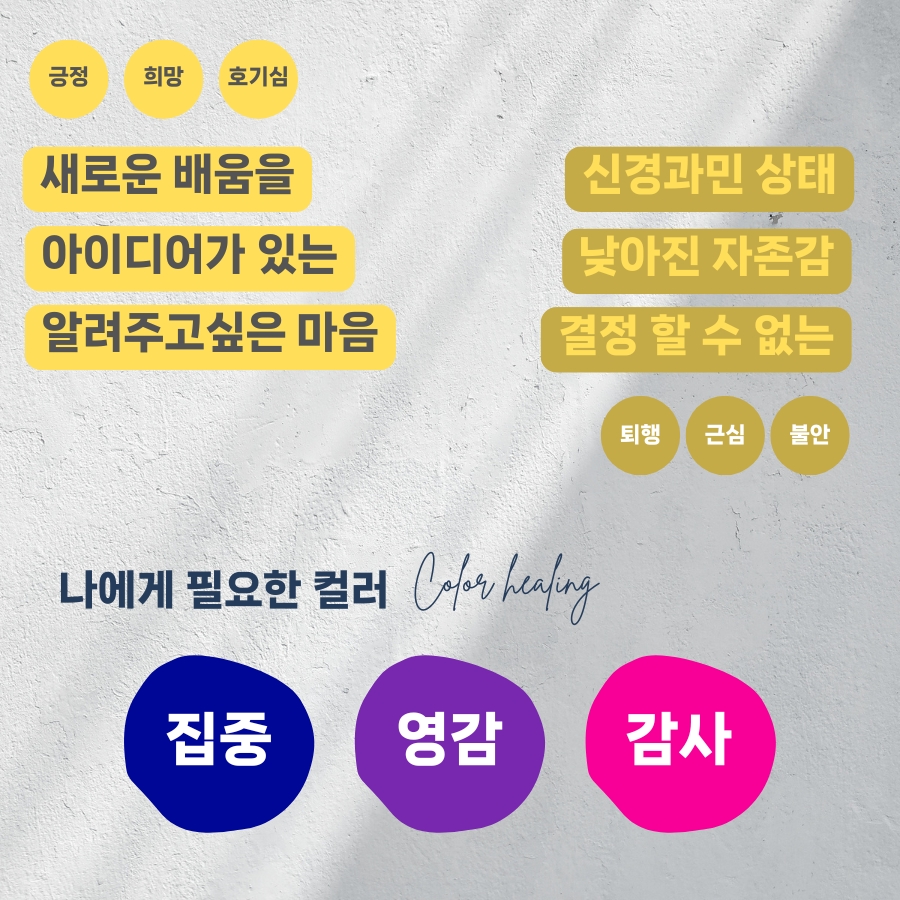 긍정 희망 호기심
새로운 배움을
아이디어가 있는
알려주고싶은 마음
신경과민 상태
낮아진 자존감
결정 할 수 없는
퇴행 근심 불안
나에게 필요한 컬러 Color healing
집중 영감 감사